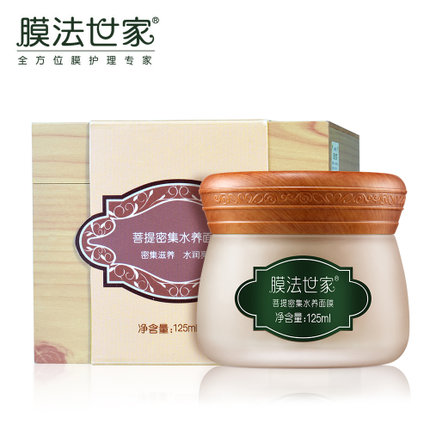 膜法世家®
全方位膜护理专家
菩提密集水养面
密集滋养 水润
净含量:125ml
膜法世家®
菩提密集水养面膜
净含量:125ml